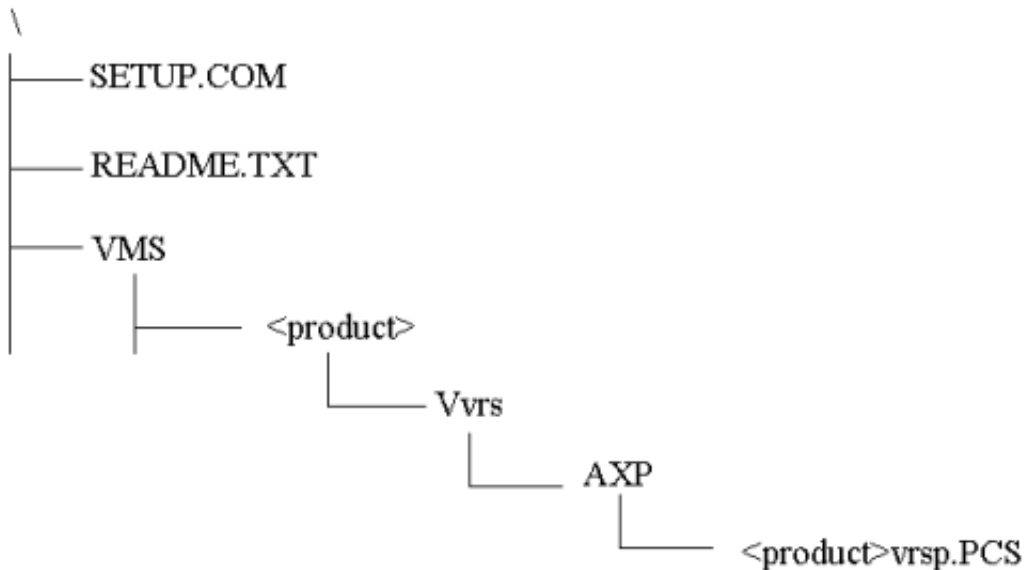 \
SETUP.COM
README.TXT
VMS
<product>
Vvrs
AXP
<product>vrsp.PCS